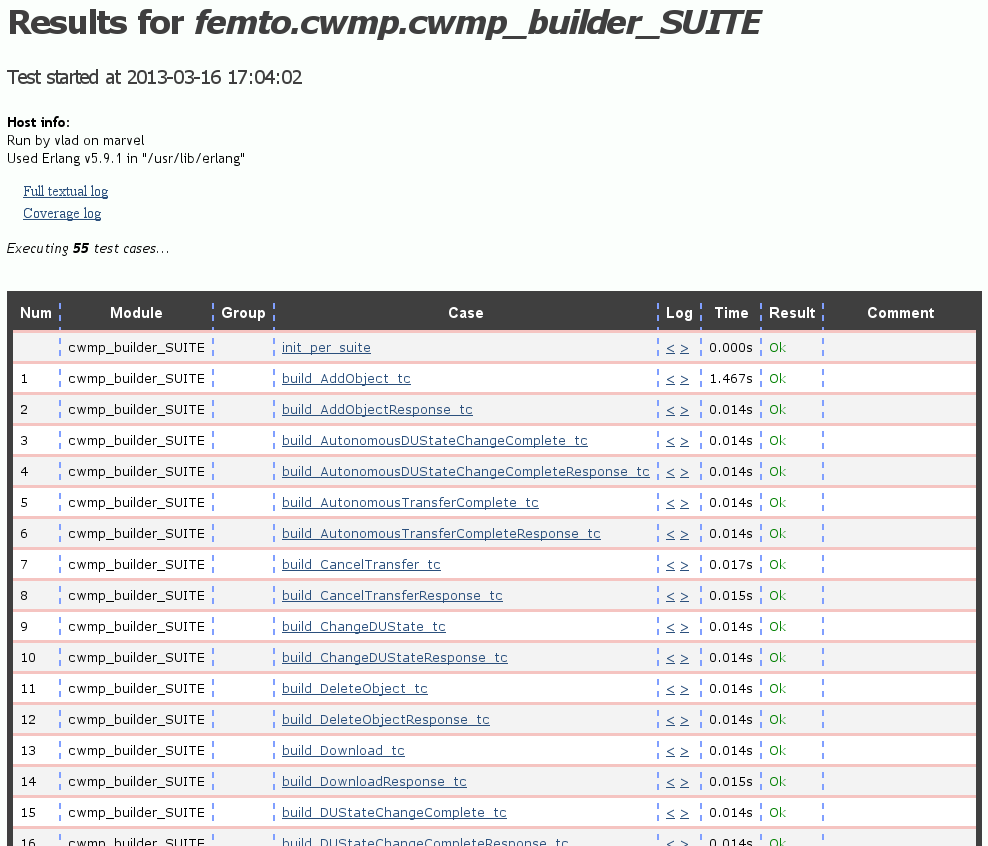 Results for femto.cwmp.cwmp_builder_SUITE
Test started at 2013-03-16 17:04:02
Host info:
Run by vlad on marvel
Used Erlang v5.9.1 in "/usr/lib/erlang"
Full textual log
Coverage log
Executing 55 test cases...
Num Module Group Case Log Time Result Comment
cwmp_builder_SUITE init_per_suite < > 0.000s Ok
1 cwmp_builder_SUITE build_AddObject_tc < > 1.467s Ok
2 cwmp_builder_SUITE build_AddObjectResponse_tc < > 0.014s Ok
3 cwmp_builder_SUITE build_AutonomousDUStateChangeComplete_tc < > 0.014s Ok
4 cwmp_builder_SUITE build_AutonomousDUStateChangeCompleteResponse_tc < > 0.014s Ok
5 cwmp_builder_SUITE build_AutonomousTransferComplete_tc < > 0.014s Ok
6 cwmp_builder_SUITE build_AutonomousTransferCompleteResponse_tc < > 0.014s Ok
7 cwmp_builder_SUITE build_CancelTransfer_tc < > 0.017s Ok
8 cwmp_builder_SUITE build_CancelTransferResponse_tc < > 0.015s Ok
9 cwmp_builder_SUITE build_ChangeDUState_tc < > 0.014s Ok
10 cwmp_builder_SUITE build_ChangeDUStateResponse_tc < > 0.014s Ok
11 cwmp_builder_SUITE build_DeleteObject_tc < > 0.014s Ok
12 cwmp_builder_SUITE build_DeleteObjectResponse_tc < > 0.014s Ok
13 cwmp_builder_SUITE build_Download_tc < > 0.014s Ok
14 cwmp_builder_SUITE build_DownloadResponse_tc < > 0.015s Ok
15 cwmp_builder_SUITE build_DUStateChangeComplete_tc < > 0.014s Ok
16 cwmp_builder_SUITE build_DUStateChangeCompleteResponse_tc < > 0.014s Ok